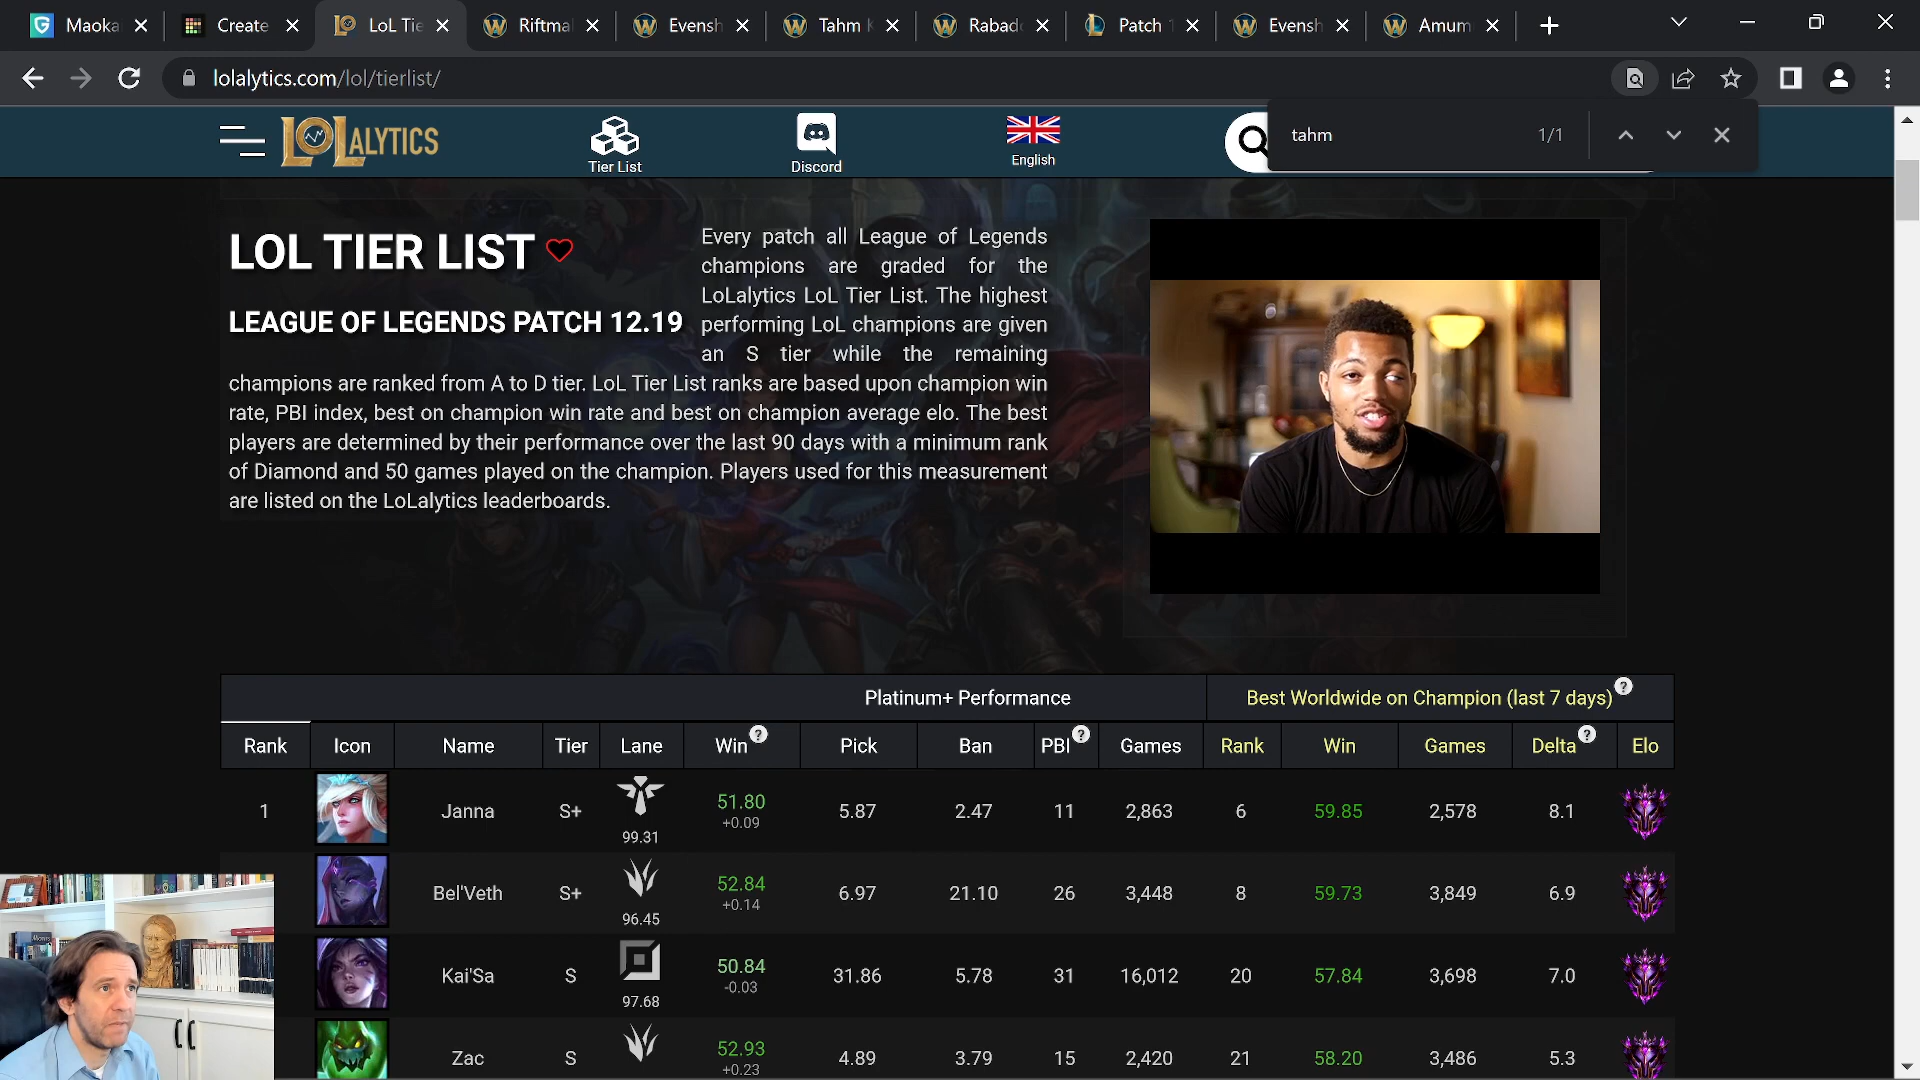 Maoka
Create
LoL Tie
Riftma
Evensh
Tahm
Rabad
Patch
Evensh
Amum
lolalytics.com/lol/tierlist/
tahm
1/1
LOLALYTICS
Tier List
Discord
English
LOL TIER LIST
LEAGUE OF LEGENDS PATCH 12.19
Every patch all League of Legends
champions are graded for the
LoLalytics LoL Tier List. The highest
performing LoL champions are given
an S tier while the remaining
champions are ranked from A to D tier. LoL Tier List ranks are based upon champion win
rate, PBI index, best on champion win rate and best on champion average elo. The best
players are determined by their performance over the last 90 days with a minimum rank
of Diamond and 50 games played on the champion. Players used for this measurement
are listed on the LoLalytics leaderboards.
Platinum+ Performance
Best Worldwide on Champion (last 7 days) ?
Rank Icon Name Tier Lane Win ? Pick Ban PBI ? Games Rank Win Games Delta ? Elo
1 Janna S+ 51.80 5.87 2.47 11 2,863 6 59.85 2,578 8.1
99.31 +0.09
Bel'Veth S+ 52.84 6.97 21.10 26 3,448 8 59.73 3,849 6.9
96.45 +0.14
Kai'Sa S 50.84 31.86 5.78 31 16,012 20 57.84 3,698 7.0
97.68 -0.03
Zac S 52.93 4.89 3.79 15 2,420 21 58.20 3,486 5.3
+0.23